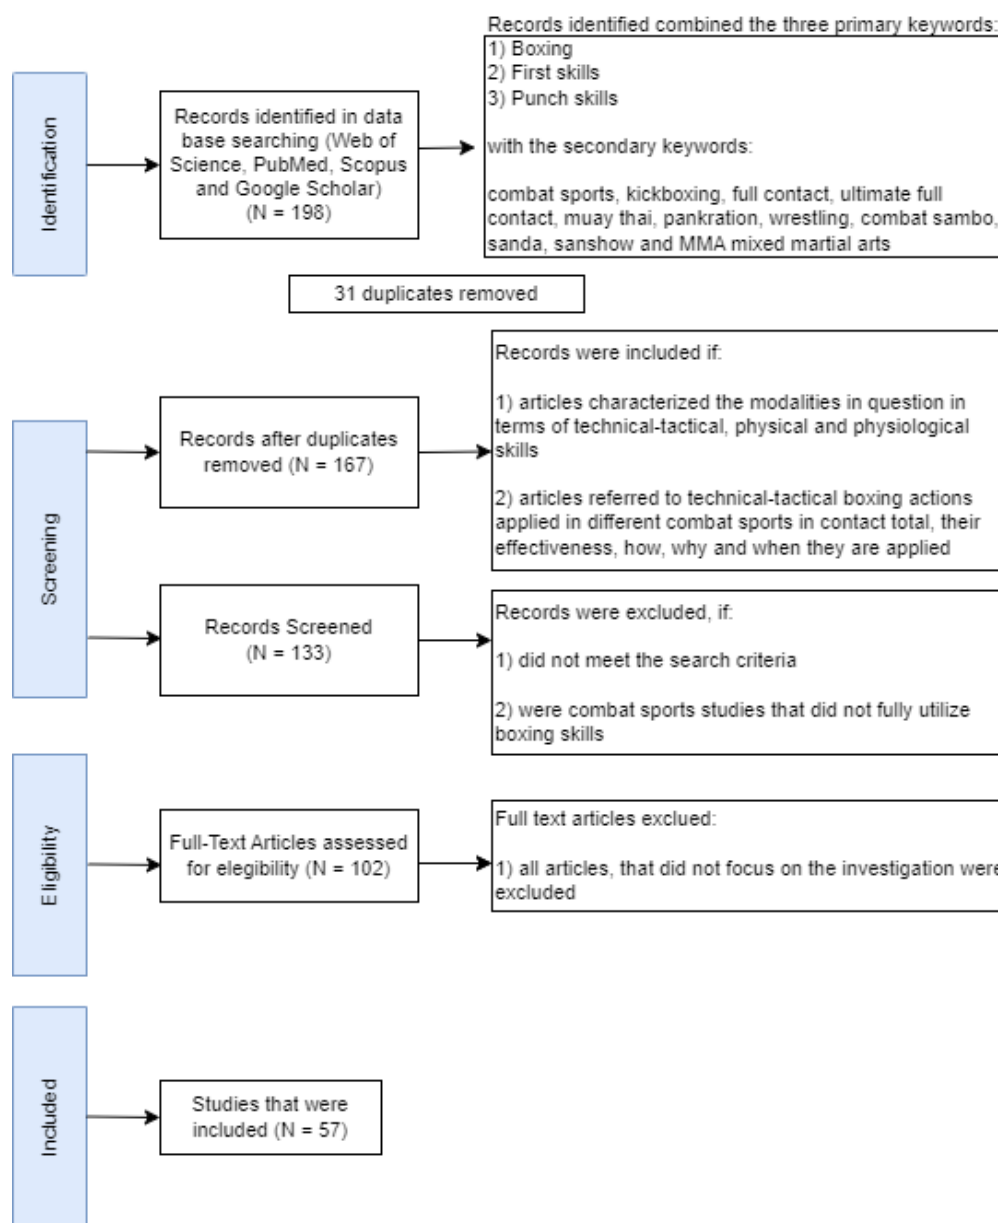 Records identified combined the three primary keywords:
1) Boxing
2) First skills
3) Punch skills
with the secondary keywords:
combat sports, kickboxing, full contact, ultimate full
contact, muay thai, pankration, wrestling, combat sambo,
sanda, sanshow and MMA mixed martial arts
Identification
Records identified in data
base searching (Web of
Science, PubMed, Scopus
and Google Scholar)
(N = 198)
31 duplicates removed
Screening
Records after duplicates
removed (N = 167)
Records were included if:
1) articles characterized the modalities in question in
terms of technical-tactical, physical and physiological
skills
2) articles referred to technical-tactical boxing actions
applied in different combat sports in contact total, their
effectiveness, how, why and when they are applied
Records Screened
(N = 133)
Records were excluded, if:
1) did not meet the search criteria
2) were combat sports studies that did not fully utilize
boxing skills
Eligibility
Full-Text Articles assessed
for elegibility (N = 102)
Full text articles exclued:
1) all articles, that did not focus on the investigation were
excluded
Included
Studies that were
included (N = 57)